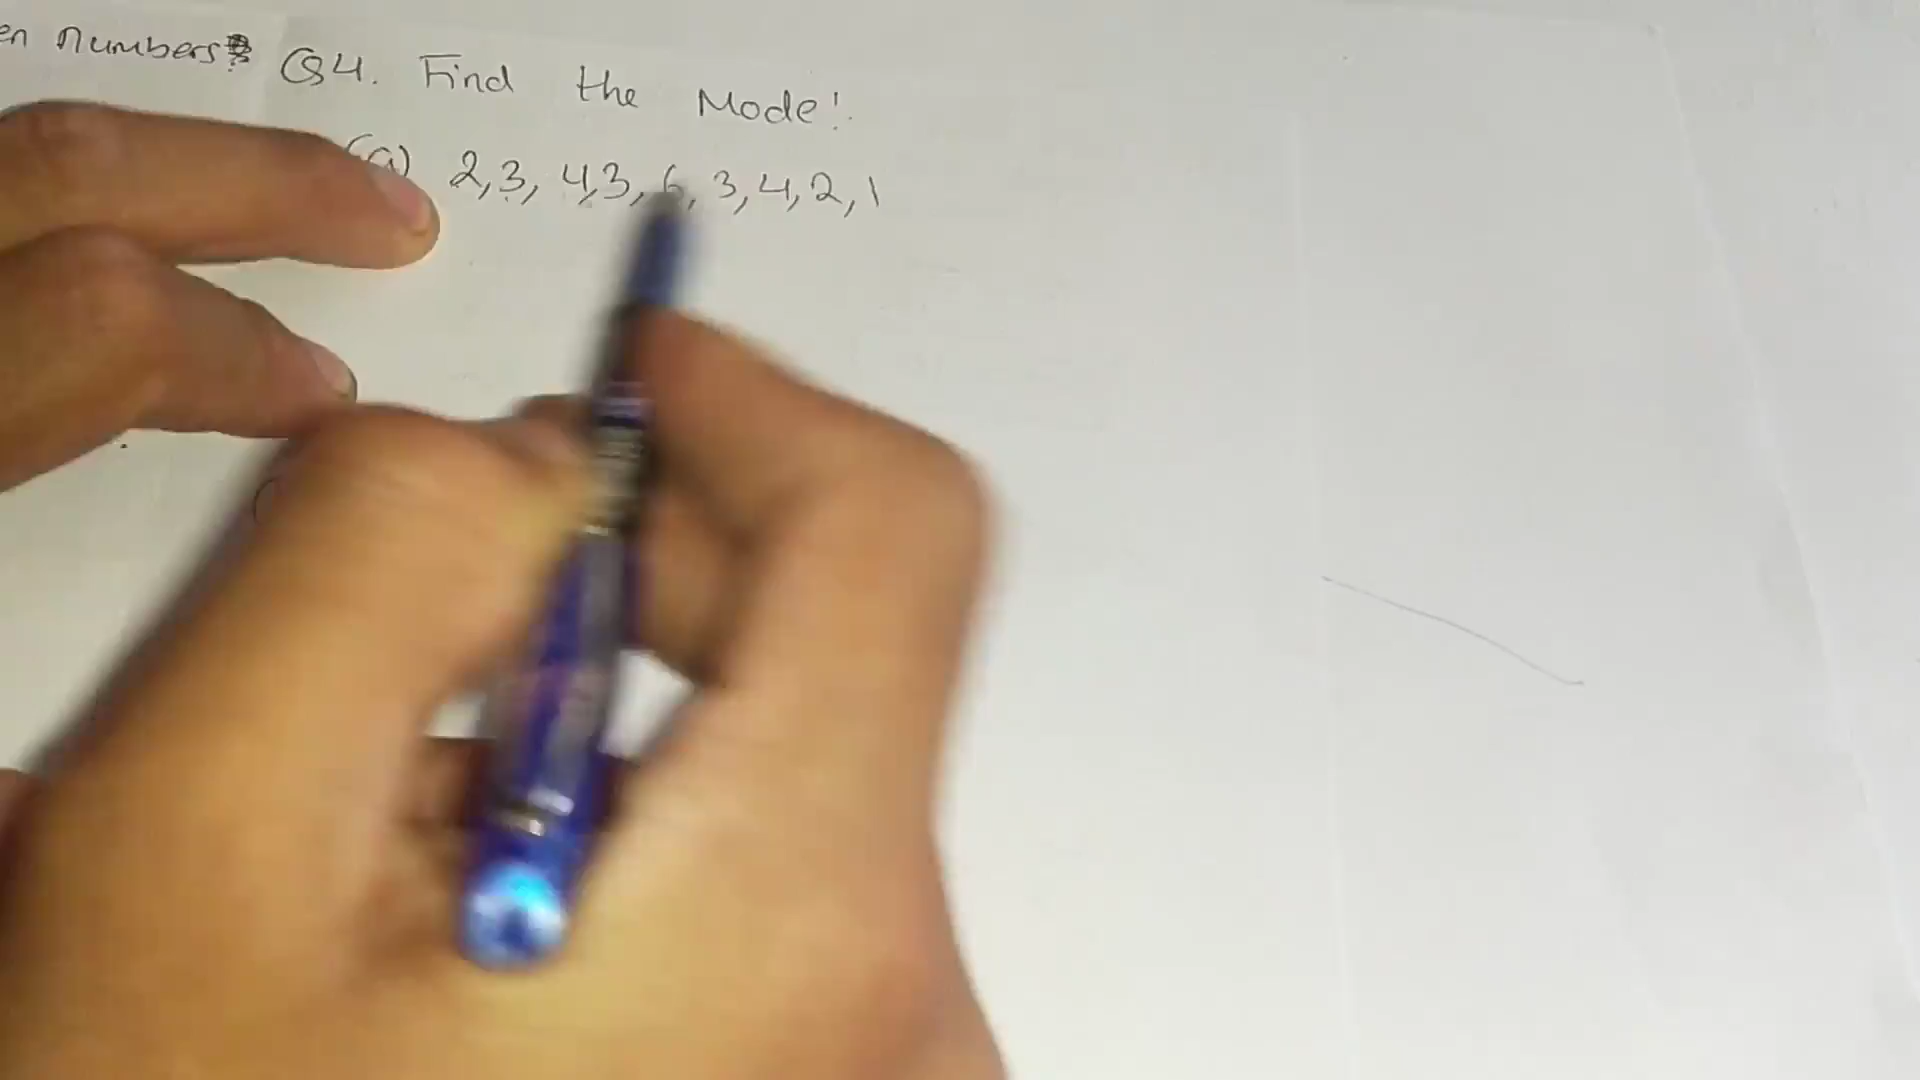 en numbers? Q4. Find the Mode!
(a) 2,3, 4,3, 6, 3,4,2,1